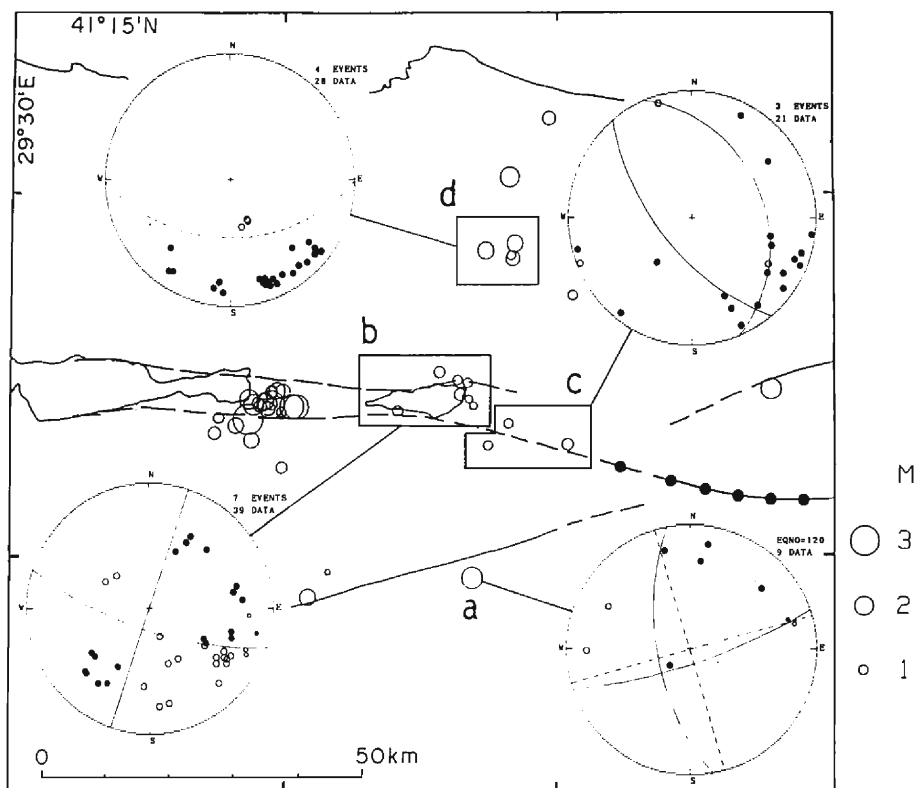 41°15'N
29°30'E
N
4 EVENTS
28 DATA
W
E
S
N
3 EVENTS
21 DATA
W
E
S
d
b
c
N
7 EVENTS
39 DATA
W
E
S
a
N
EQNO=120
9 DATA
W
E
S
M
3
2
1
0
50km